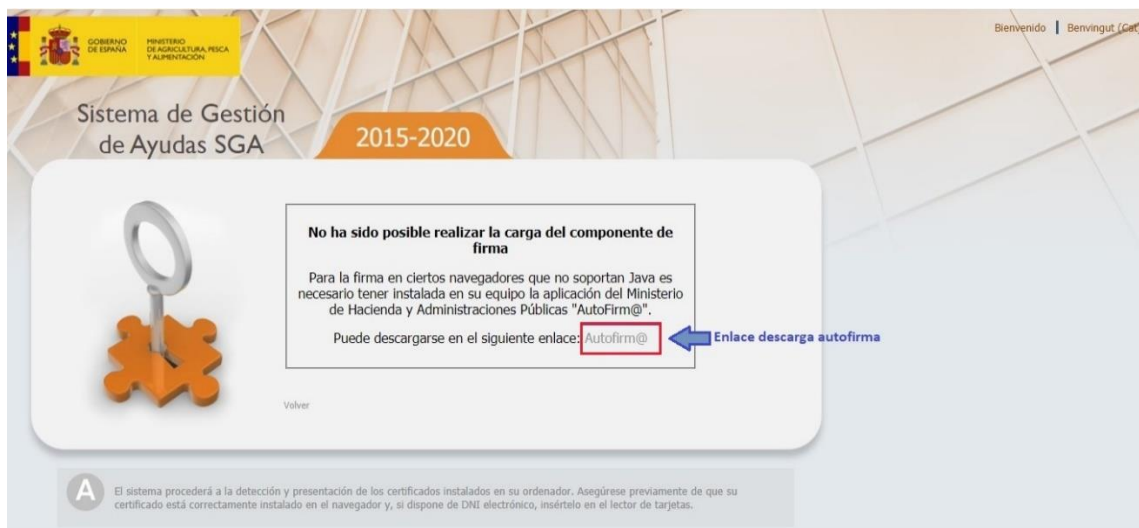 GOBIERNO
DE ESPAÑA
MINISTERIO
DE AGRICULTURA, PESCA
Y ALIMENTACIÓN
Bienvenido | Benvingut (Cat)
Sistema de Gestión
de Ayudas SGA
2015-2020
No ha sido posible realizar la carga del componente de
firma
Para la firma en ciertos navegadores que no soportan Java es
necesario tener instalada en su equipo la aplicación del Ministerio
de Hacienda y Administraciones Públicas "AutoFirm@".
Puede descargarse en el siguiente enlace: Autofirm@
Enlace descarga autofirma
Volver
A
El sistema procederá a la detección y presentación de los certificados instalados en su ordenador. Asegúrese previamente de que su
certificado está correctamente instalado en el navegador y, si dispone de DNI electrónico, insértelo en el lector de tarjetas.